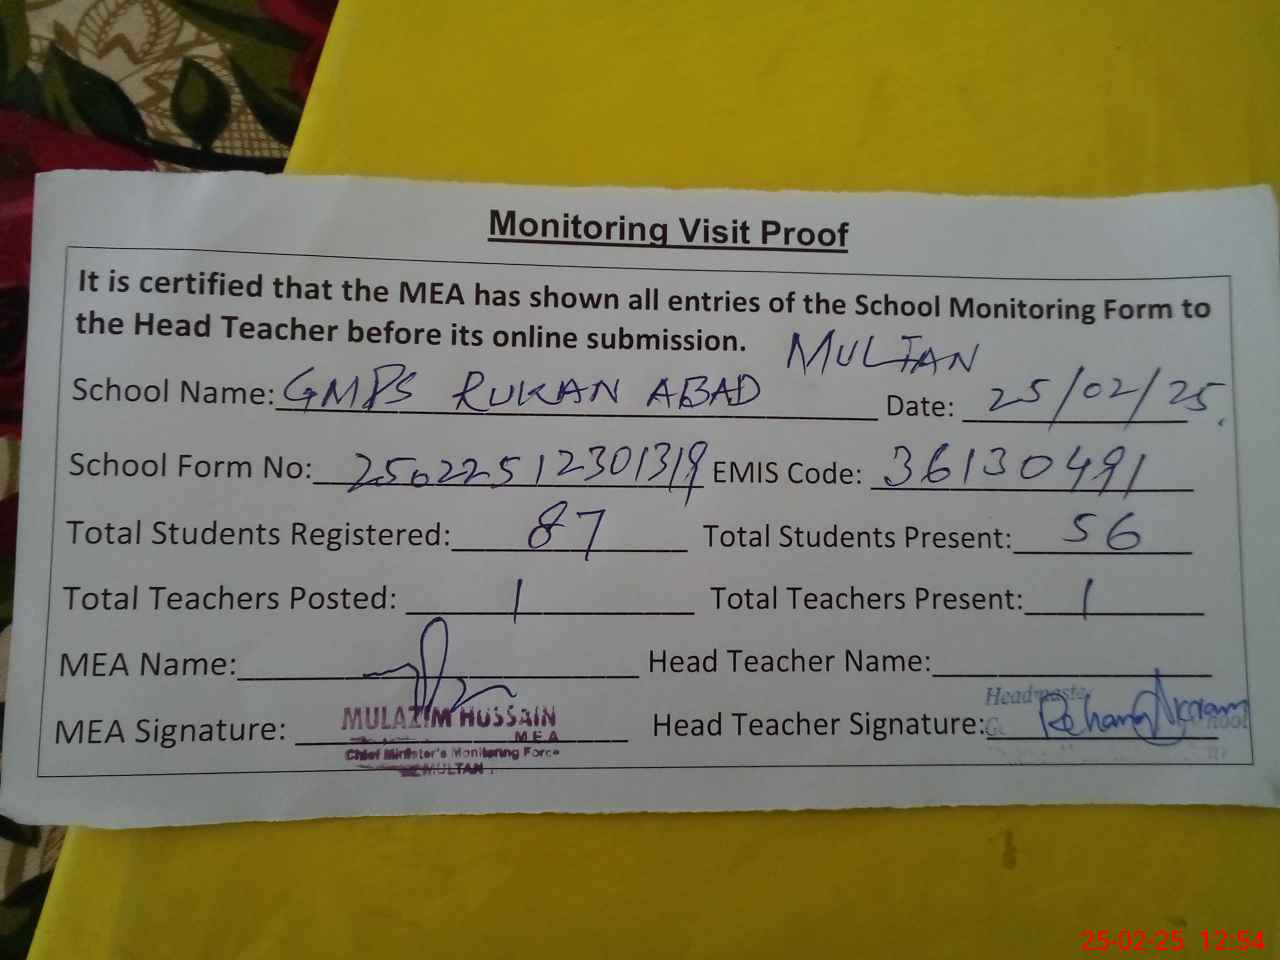 Monitoring Visit Proof
It is certified that the MEA has shown all entries of the School Monitoring Form to
the Head Teacher before its online submission.
School Name: GMPS RUKAN ABAD MULTAN Date: 25/02/25.
School Form No: 25022512301319 EMIS Code: 36130491
Total Students Registered: 87 Total Students Present: 56
Total Teachers Posted: 1 Total Teachers Present: 1
MEA Name: Head Teacher Name:
MEA Signature: Head Teacher Signature:
MULAZIM HUSSAIN
MEA
Chief Minister's Monitoring Force
MULTAN
Headmaste
25-02-25 12:54